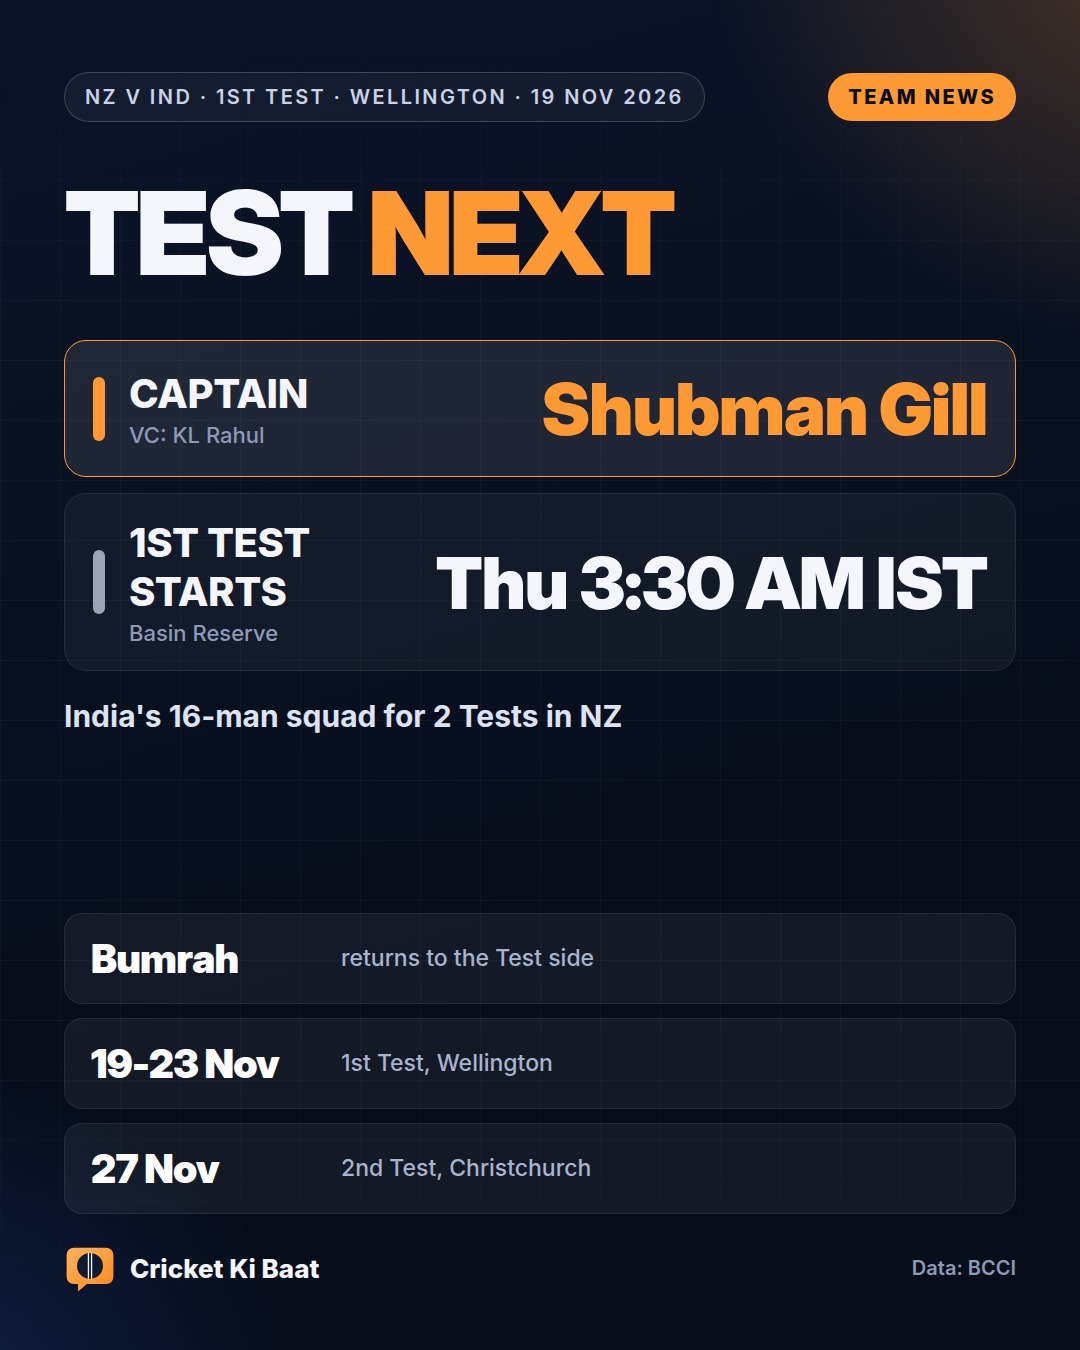 NZ V IND · 1ST TEST · WELLINGTON · 19 NOV 2026
TEAM NEWS
TEST NEXT
CAPTAIN
VC: KL Rahul
Shubman Gill
1ST TEST
STARTS
Basin Reserve
Thu 3:30 AM IST
India's 16-man squad for 2 Tests in NZ
Bumrah
returns to the Test side
19-23 Nov
1st Test, Wellington
27 Nov
2nd Test, Christchurch
Cricket Ki Baat
Data: BCCI